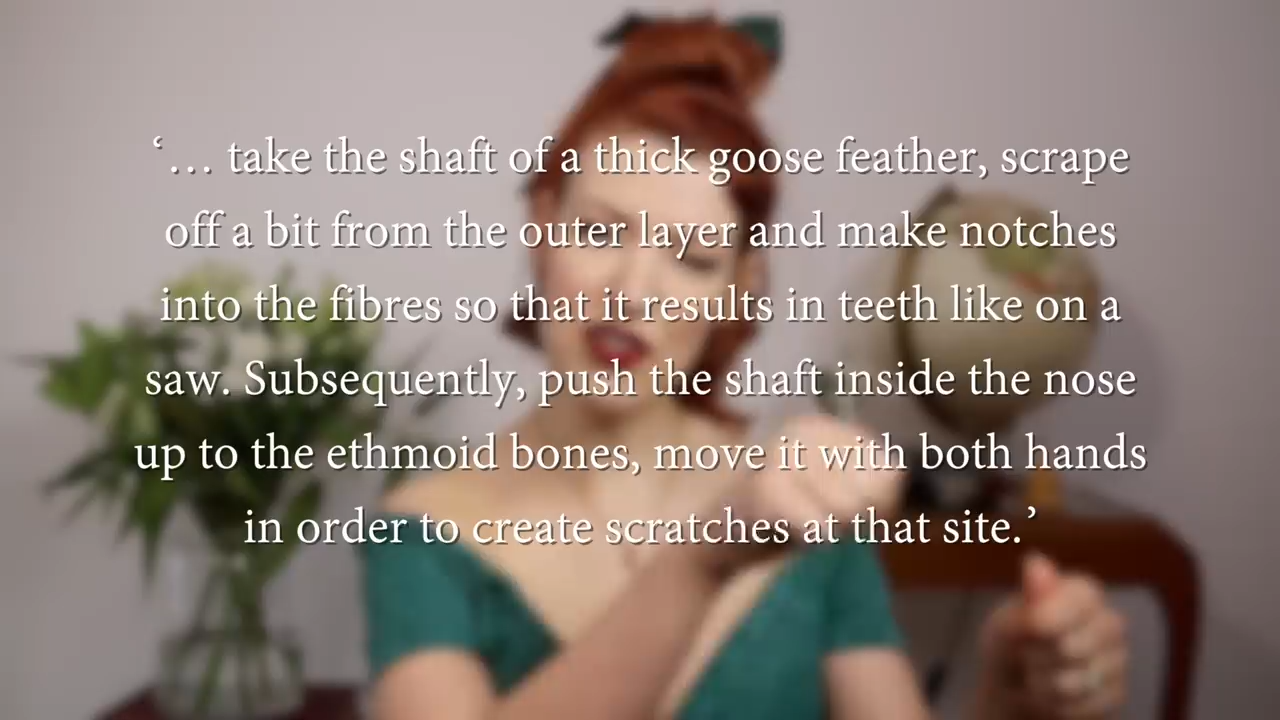 ‘… take the shaft of a thick goose feather, scrape
off a bit from the outer layer and make notches
into the fibres so that it results in teeth like on a
saw. Subsequently, push the shaft inside the nose
up to the ethmoid bones, move it with both hands
in order to create scratches at that site.’